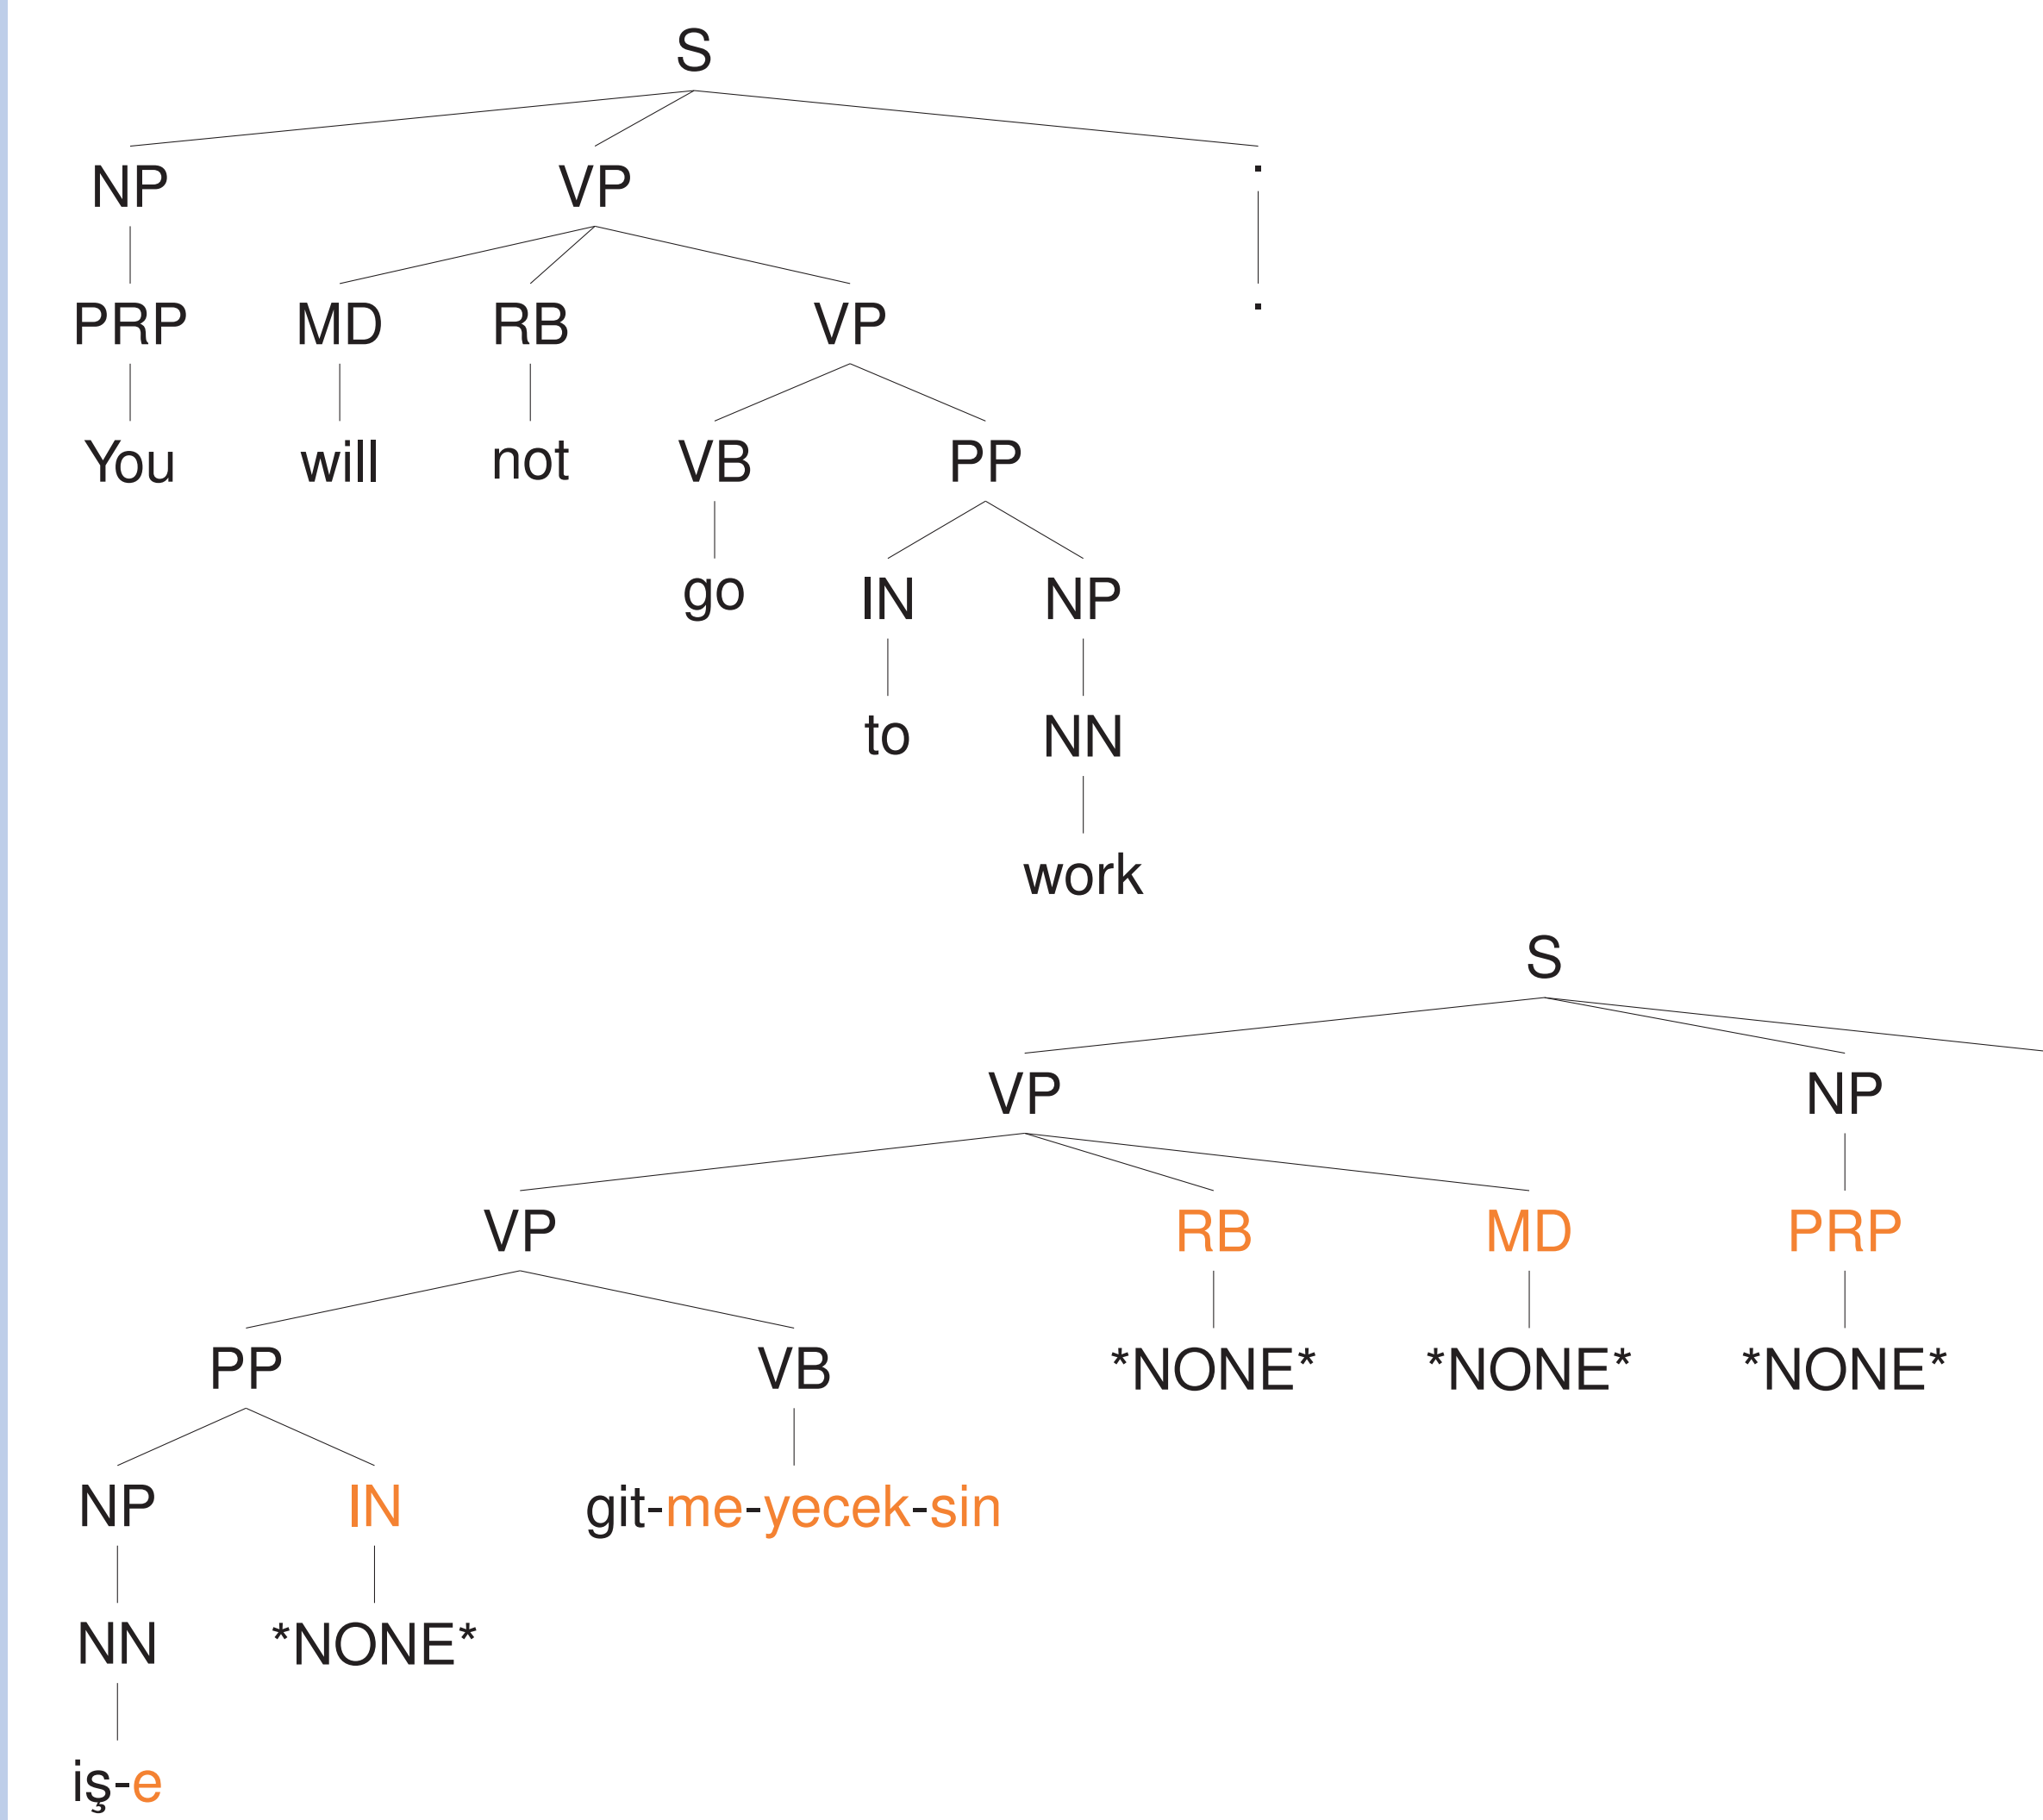 S
NP VP .
PRP MD RB VP .
You will not VB PP
go IN NP
to NN
work
S
VP NP
VP RB MD PRP
PP VB *NONE* *NONE* *NONE*
NP IN git-me-yecek-sin
NN *NONE*
iş-e